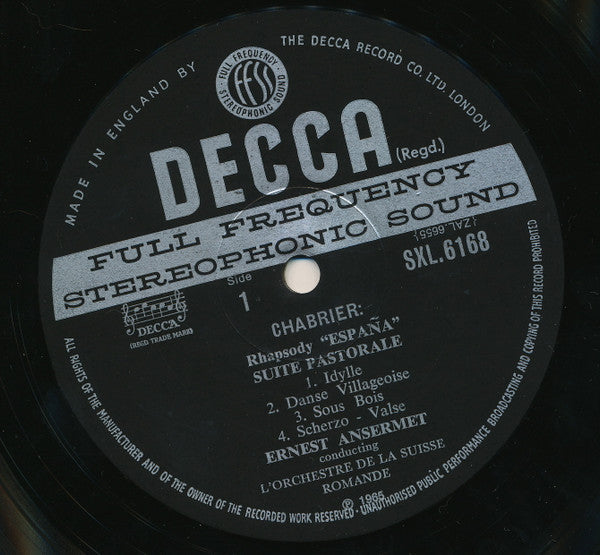 MADE IN ENGLAND BY
THE DECCA RECORD CO. LTD. LONDON
FULL FREQUENCY · STEREOPHONIC SOUND ·
FFSS
DECCA (Regd.)
FULL FREQUENCY
STEREOPHONIC SOUND
(ZAL.6655)
SXL.6168
Side
1
DECCA
(REGD TRADE MARK)
CHABRIER:
Rhapsody "ESPAÑA"
SUITE PASTORALE
1. Idylle
2. Danse Villageoise
3. Sous Bois
4. Scherzo - Valse
ERNEST ANSERMET
conducting
L'ORCHESTRE DE LA SUISSE
ROMANDE
℗ 1965
ALL RIGHTS OF THE MANUFACTURER AND OF THE OWNER OF THE RECORDED WORK RESERVED - UNAUTHORISED PUBLIC PERFORMANCE BROADCASTING AND COPYING OF THIS RECORD PROHIBITED